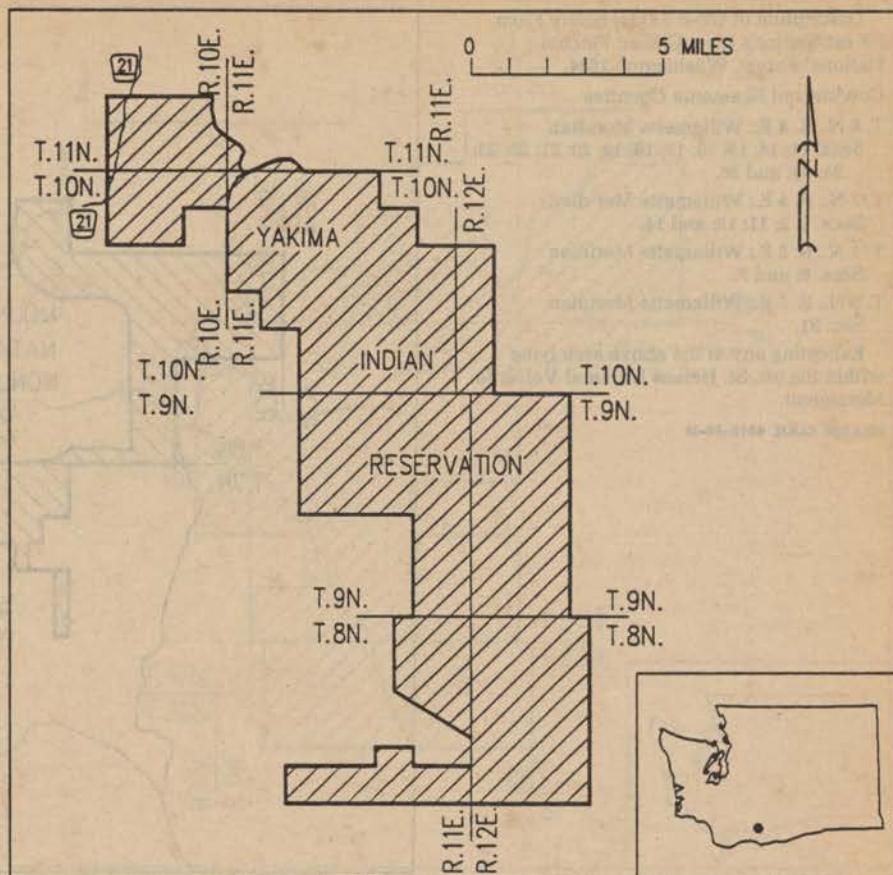 21
R.10E.
R.11E.
0 5 MILES
R.11E.
R.12E.
T.11N. T.11N.
T.10N. T.10N.
21
N
YAKIMA
R.10E.
R.11E.
INDIAN
T.10N. T.10N.
T.9N. T.9N.
RESERVATION
T.9N. T.9N.
T.8N. T.8N.
R.11E.
R.12E.